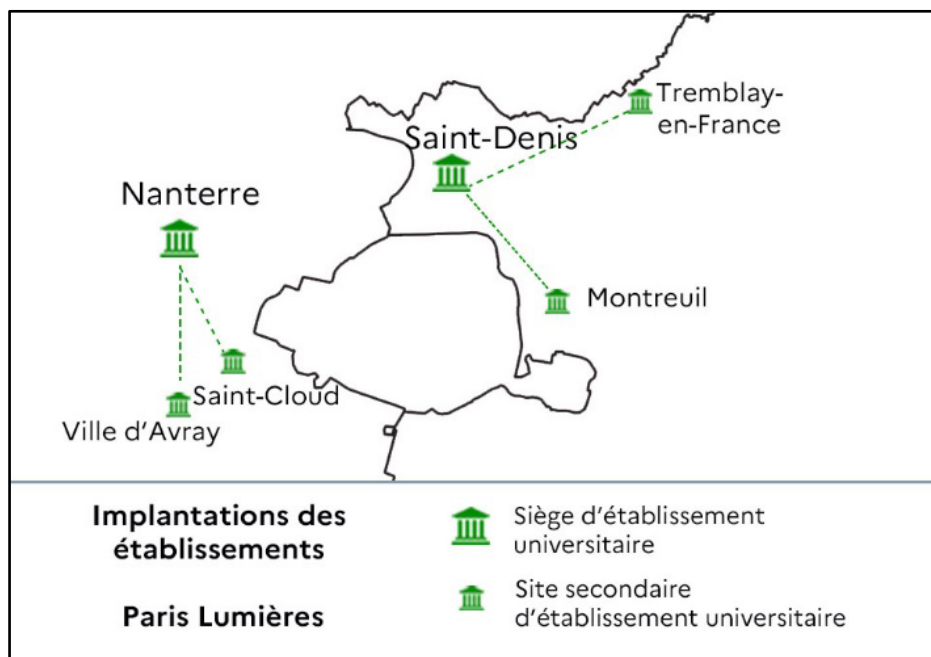 Tremblay-
en-France
Saint-Denis
Nanterre
Montreuil
Saint-Cloud
Ville d'Avray
Implantations des
établissements
Paris Lumières
Siège d'établissement
universitaire
Site secondaire
d'établissement universitaire